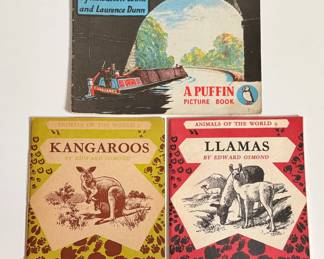 and Laurence Dunn
A PUFFIN
PICTURE BOOK
ANIMALS OF THE WORLD
KANGAROOS
BY EDWARD OSMOND
ANIMALS OF THE WORLD
LLAMAS
BY EDWARD OSMOND